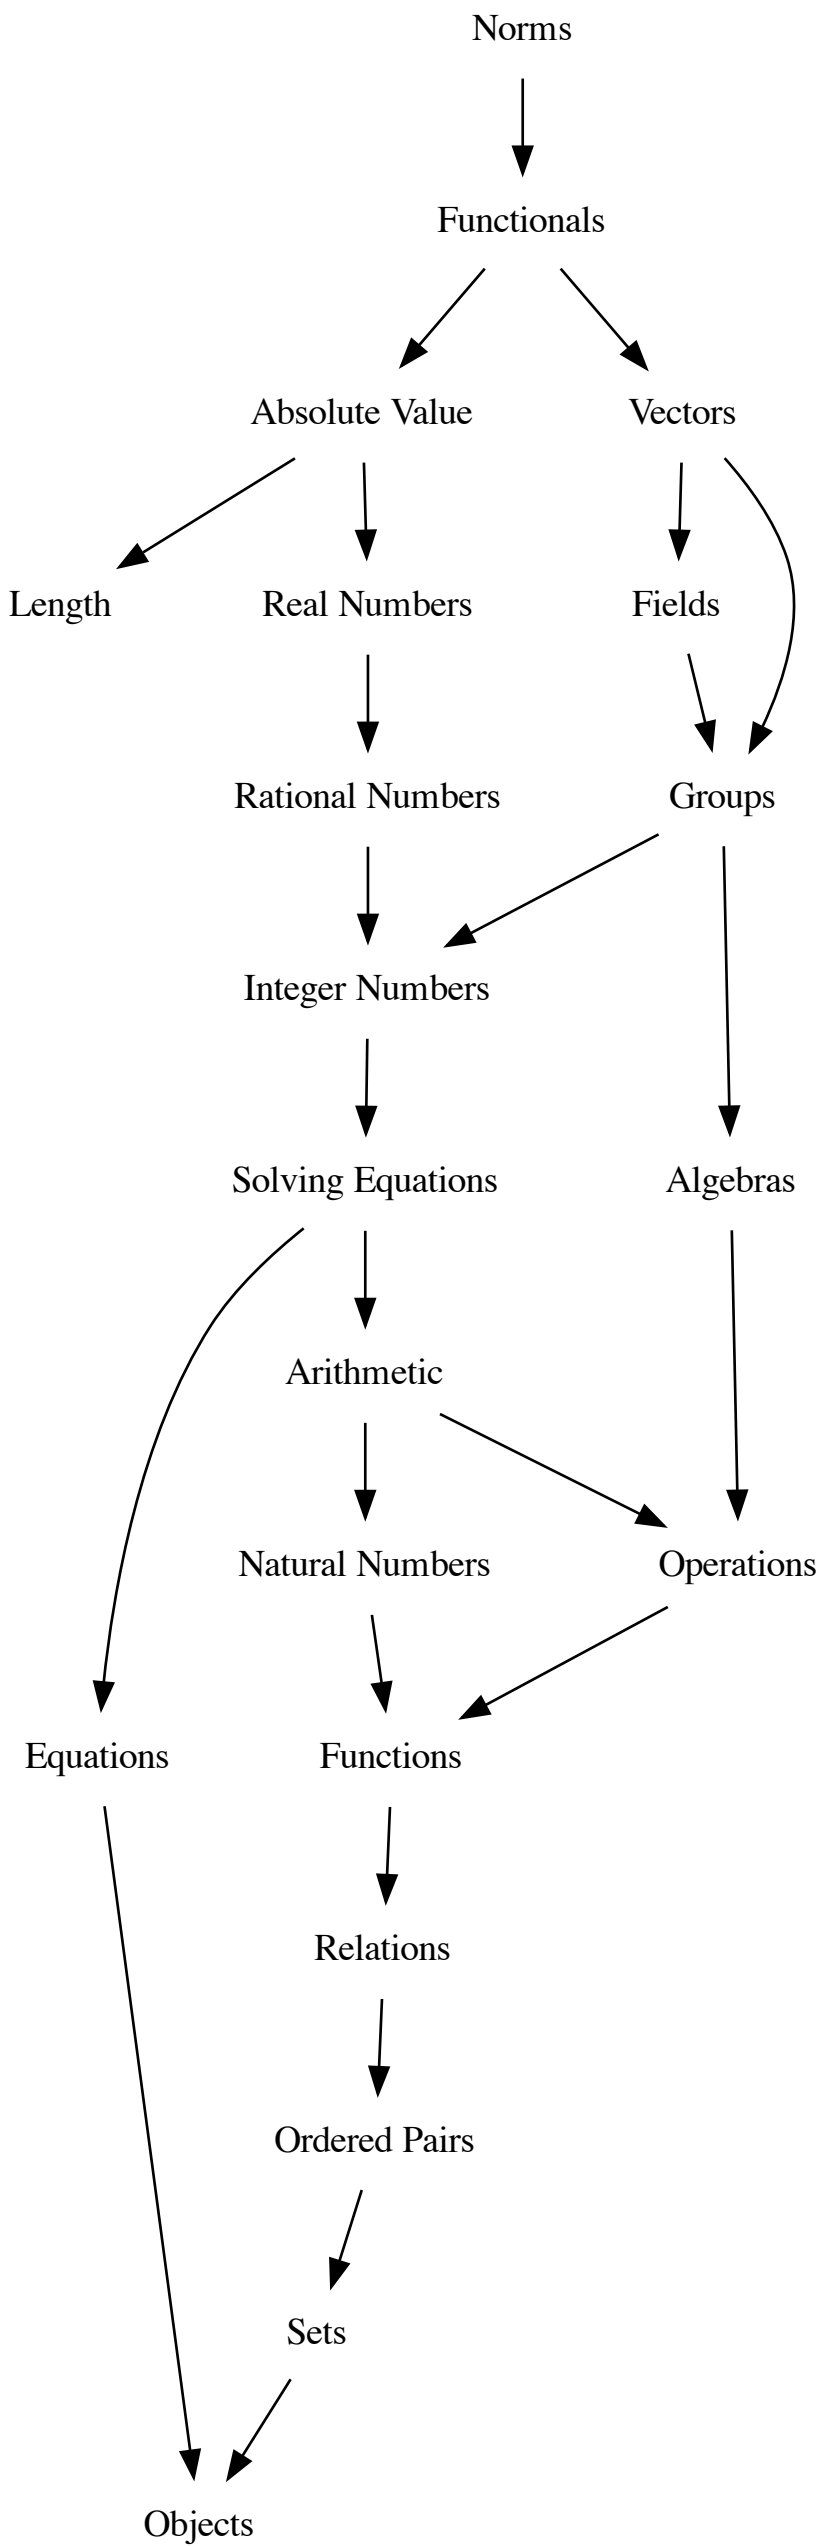 Norms
Functionals
Absolute Value
Vectors
Length
Real Numbers
Fields
Rational Numbers
Groups
Integer Numbers
Solving Equations
Algebras
Arithmetic
Natural Numbers
Operations
Equations
Functions
Relations
Ordered Pairs
Sets
Objects